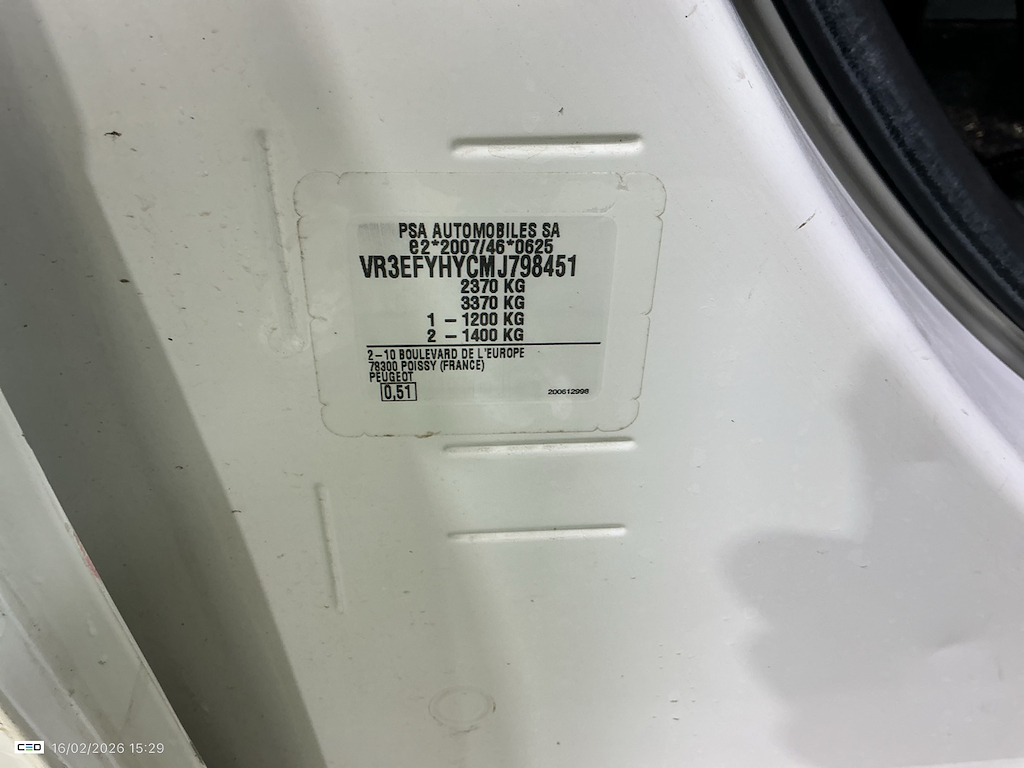 PSA AUTOMOBILES SA
e2*2007/46*0625
VR3EFYHYCMJ798451
2370 KG
3370 KG
1 – 1200 KG
2 – 1400 KG
2–10 BOULEVARD DE L'EUROPE
78300 POISSY (FRANCE)
PEUGEOT
0,51
200612998
CEO 16/02/2026 15:29